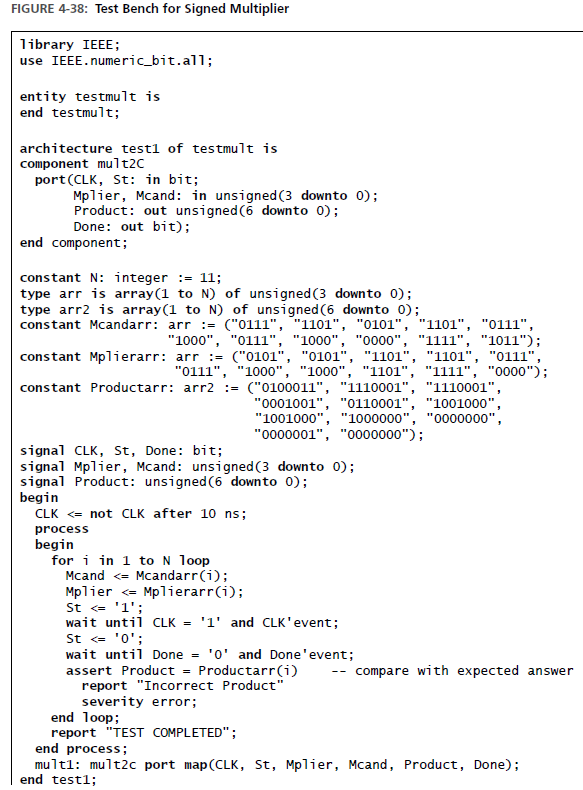 FIGURE 4-38: Test Bench for Signed Multiplier
library IEEE;
use IEEE.numeric_bit.all;
entity testmult is
end testmult;
architecture test1 of testmult is
component mult2C
port(CLK, St: in bit;
Mplier, Mcand: in unsigned(3 downto 0);
Product: out unsigned(6 downto 0);
Done: out bit);
end component;
constant N: integer := 11;
type arr is array(1 to N) of unsigned(3 downto 0);
type arr2 is array(1 to N) of unsigned(6 downto 0);
constant Mcandarr: arr := ("0111", "1101", "0101", "1101", "0111",
"1000", "0111", "1000", "0000", "1111", "1011");
constant Mplierarr: arr := ("0101", "0101", "1101", "1101", "0111",
"0111", "1000", "1000", "1101", "1111", "0000");
constant Productarr: arr2 := ("0100011", "1110001", "1110001",
"0001001", "0110001", "1001000",
"1001000", "1000000", "0000000",
"0000001", "0000000");
signal CLK, St, Done: bit;
signal Mplier, Mcand: unsigned(3 downto 0);
signal Product: unsigned(6 downto 0);
begin
CLK <= not CLK after 10 ns;
process
begin
for i in 1 to N loop
Mcand <= Mcandarr(i);
Mplier <= Mplierarr(i);
St <= '1';
wait until CLK = '1' and CLK'event;
St <= '0';
wait until Done = '0' and Done'event;
assert Product = Productarr(i) -- compare with expected answer
report "Incorrect Product"
severity error;
end loop;
report "TEST COMPLETED";
end process;
mult1: mult2c port map(CLK, St, Mplier, Mcand, Product, Done);
end test1;